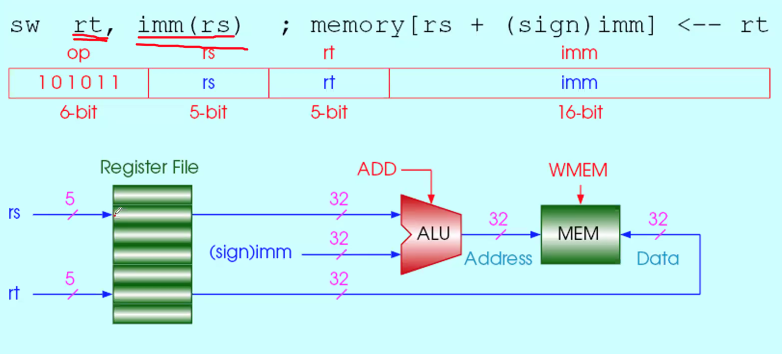 sw rt, imm(rs) ; memory[rs + (sign)imm] <-- rt
op rs rt imm
101011 rs rt imm
6-bit 5-bit 5-bit 16-bit
Register File
ADD
WMEM
rs 5 32
ALU 32 MEM 32
(sign)imm 32
Address Data
rt 5 32